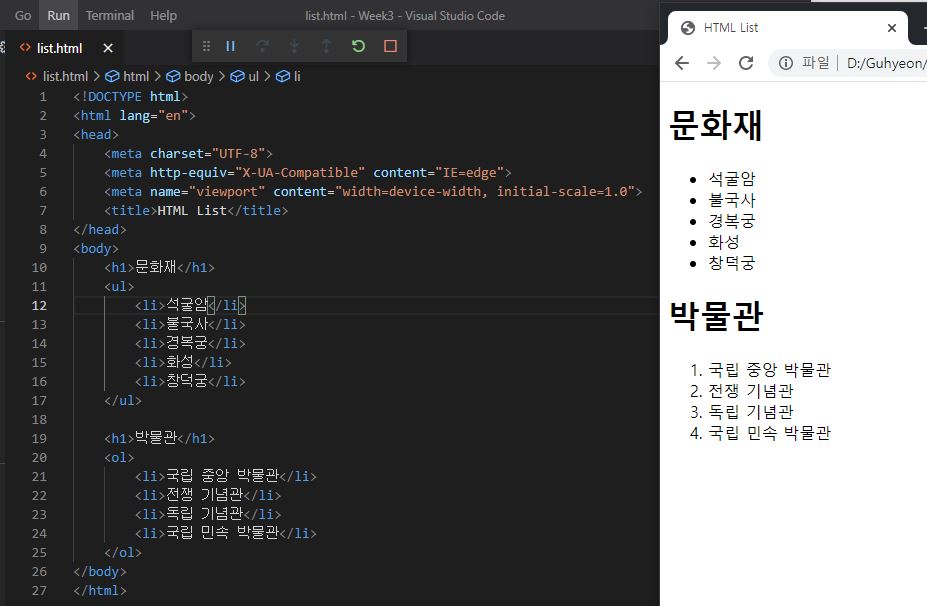 Go Run Terminal Help list.html - Week3 - Visual Studio Code
list.html
list.html > html > body > ul > li
1 <!DOCTYPE html>
2 <html lang="en">
3 <head>
4 <meta charset="UTF-8">
5 <meta http-equiv="X-UA-Compatible" content="IE=edge">
6 <meta name="viewport" content="width=device-width, initial-scale=1.0">
7 <title>HTML List</title>
8 </head>
9 <body>
10 <h1>문화재</h1>
11 <ul>
12 <li>석굴암</li>
13 <li>불국사</li>
14 <li>경복궁</li>
15 <li>화성</li>
16 <li>창덕궁</li>
17 </ul>
18
19 <h1>박물관</h1>
20 <ol>
21 <li>국립 중앙 박물관</li>
22 <li>전쟁 기념관</li>
23 <li>독립 기념관</li>
24 <li>국립 민속 박물관</li>
25 </ol>
26 </body>
27 </html>
HTML List
파일 | D:/Guhyeon/
문화재
• 석굴암
• 불국사
• 경복궁
• 화성
• 창덕궁
박물관
1. 국립 중앙 박물관
2. 전쟁 기념관
3. 독립 기념관
4. 국립 민속 박물관